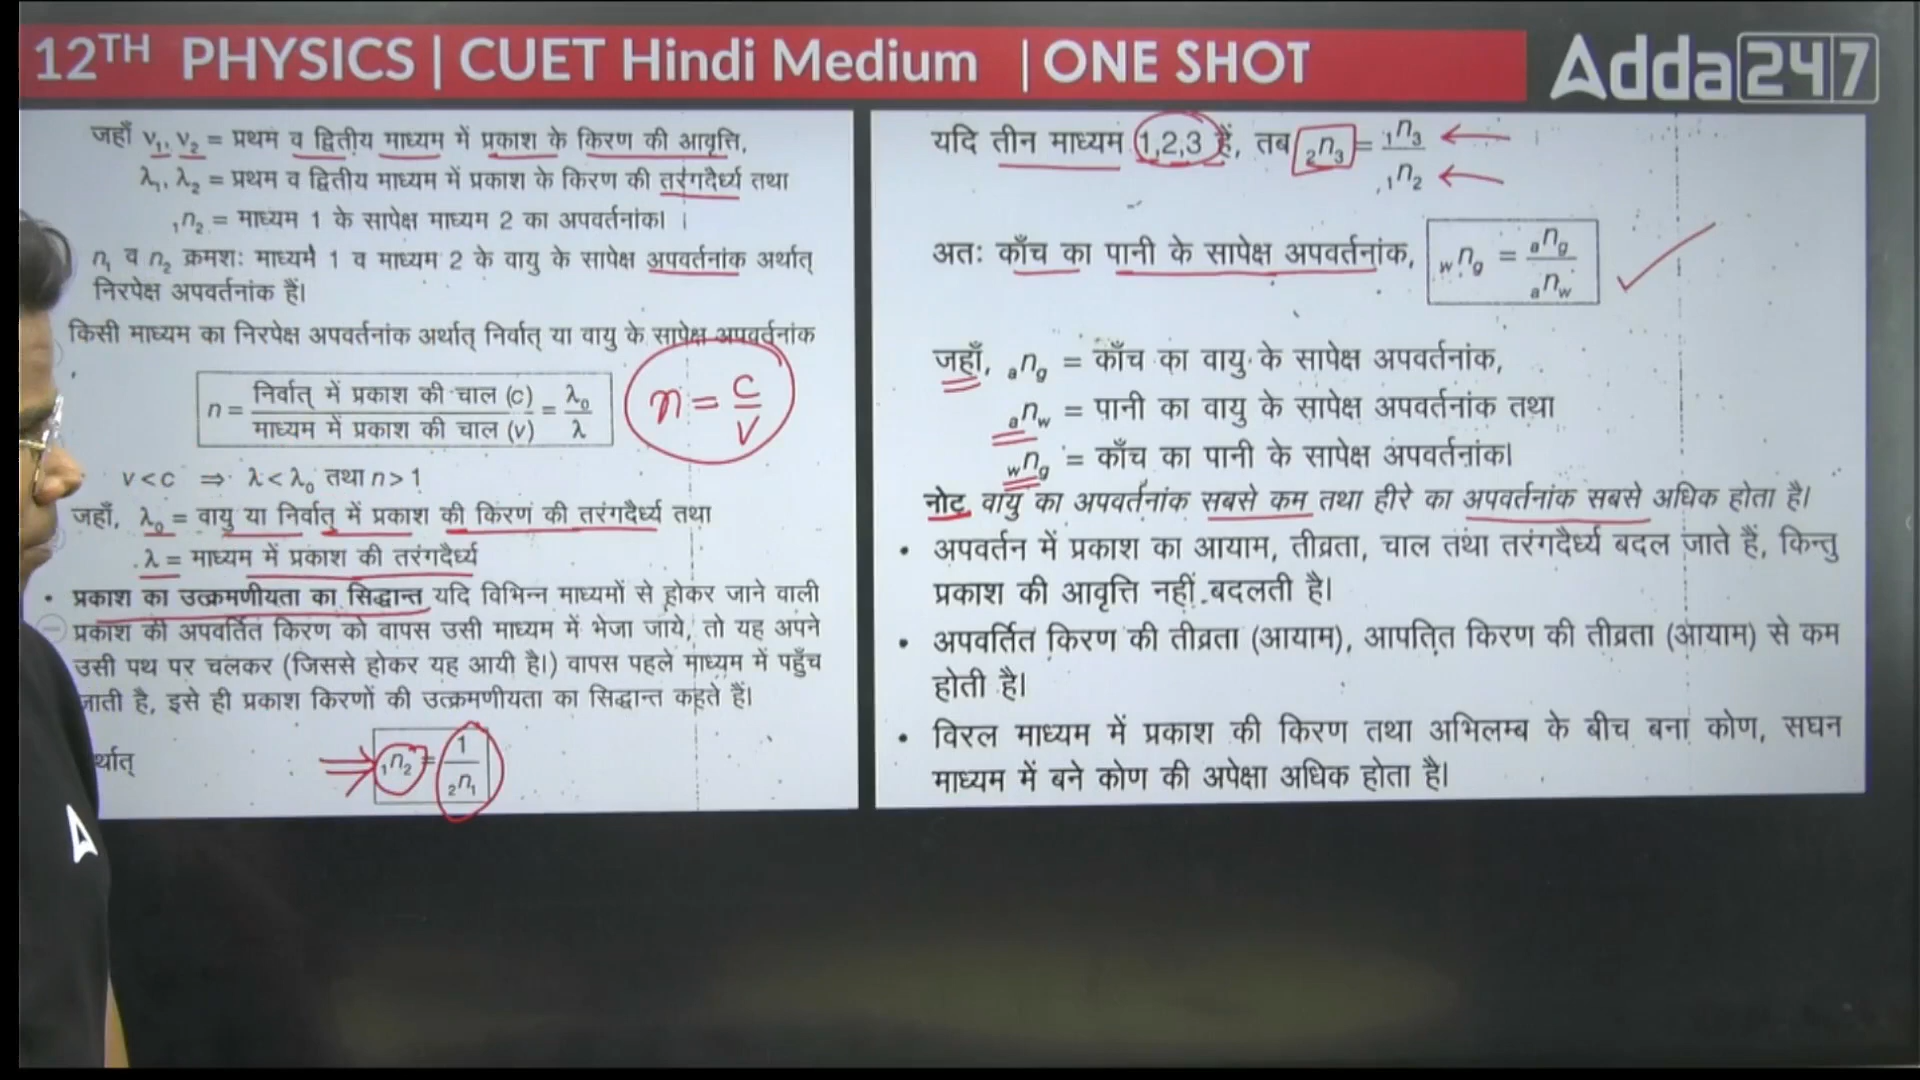 12TH PHYSICS | CUET Hindi Medium | ONE SHOT
Adda247
जहाँ ν₁, ν₂ = प्रथम व द्वितीय माध्यम में प्रकाश के किरण की आवृत्ति,
λ₁, λ₂ = प्रथम व द्वितीय माध्यम में प्रकाश के किरण की तरंगदैर्ध्य तथा
₁n₂ = माध्यम 1 के सापेक्ष माध्यम 2 का अपवर्तनांक।
n₁ व n₂ क्रमश: माध्यम 1 व माध्यम 2 के वायु के सापेक्ष अपवर्तनांक अर्थात्
निरपेक्ष अपवर्तनांक हैं।
किसी माध्यम का निरपेक्ष अपवर्तनांक अर्थात् निर्वात् या वायु के सापेक्ष अपवर्तनांक
n = निर्वात् में प्रकाश की चाल (c) / माध्यम में प्रकाश की चाल (v) = λ₀ / λ
n = c / v
v < c ⇒ λ < λ₀ तथा n > 1
जहाँ, λ₀ = वायु या निर्वात् में प्रकाश की किरण की तरंगदैर्ध्य तथा
λ = माध्यम में प्रकाश की तरंगदैर्ध्य
• प्रकाश का उत्क्रमणीयता का सिद्धान्त यदि विभिन्न माध्यमों से होकर जाने वाली
प्रकाश की अपवर्तित किरण को वापस उसी माध्यम में भेजा जाये, तो यह अपने
उसी पथ पर चलकर (जिससे होकर यह आयी है।) वापस पहले माध्यम में पहुँच
जाती है, इसे ही प्रकाश किरणों की उत्क्रमणीयता का सिद्धान्त कहते हैं।
र्थात् ₁n₂ = 1 / ₂n₁
यदि तीन माध्यम 1,2,3 हैं, तब ₂n₃ = ₁n₃ / ₁n₂
अत: काँच का पानी के सापेक्ष अपवर्तनांक, wng = ang / anw
जहाँ, ang = काँच का वायु के सापेक्ष अपवर्तनांक,
anw = पानी का वायु के सापेक्ष अपवर्तनांक तथा
wng = काँच का पानी के सापेक्ष अपवर्तनांक।
नोट वायु का अपवर्तनांक सबसे कम तथा हीरे का अपवर्तनांक सबसे अधिक होता है।
• अपवर्तन में प्रकाश का आयाम, तीव्रता, चाल तथा तरंगदैर्ध्य बदल जाते हैं, किन्तु
प्रकाश की आवृत्ति नहीं बदलती है।
• अपवर्तित किरण की तीव्रता (आयाम), आपतित किरण की तीव्रता (आयाम) से कम
होती है।
• विरल माध्यम में प्रकाश की किरण तथा अभिलम्ब के बीच बना कोण, सघन
माध्यम में बने कोण की अपेक्षा अधिक होता है।